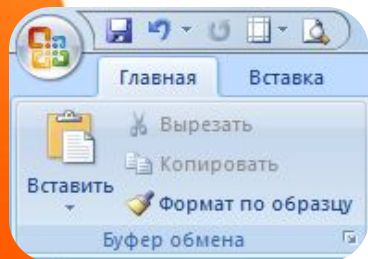 Главная Вставка
Вырезать
Копировать
Вставить
Формат по образцу
Буфер обмена